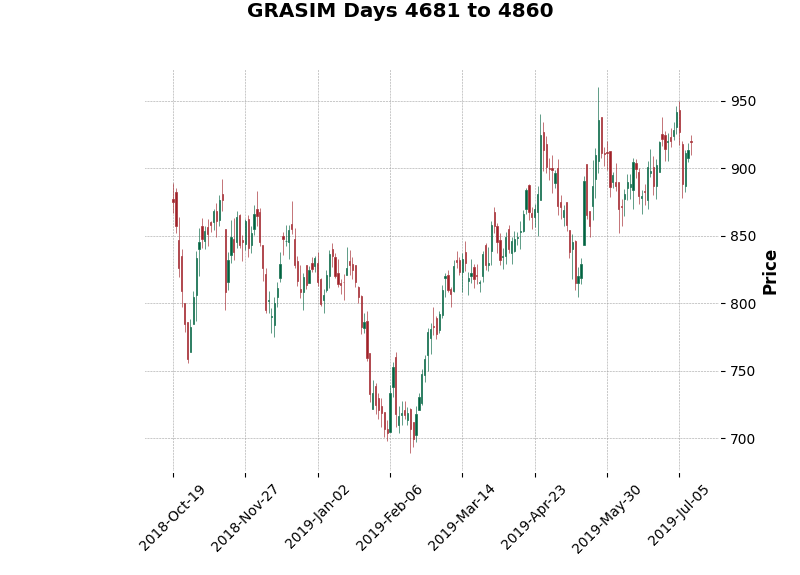 GRASIM Days 4681 to 4860
950
900
850
800
750
700
Price
2018-Oct-19
2018-Nov-27
2019-Jan-02
2019-Feb-06
2019-Mar-14
2019-Apr-23
2019-May-30
2019-Jul-05